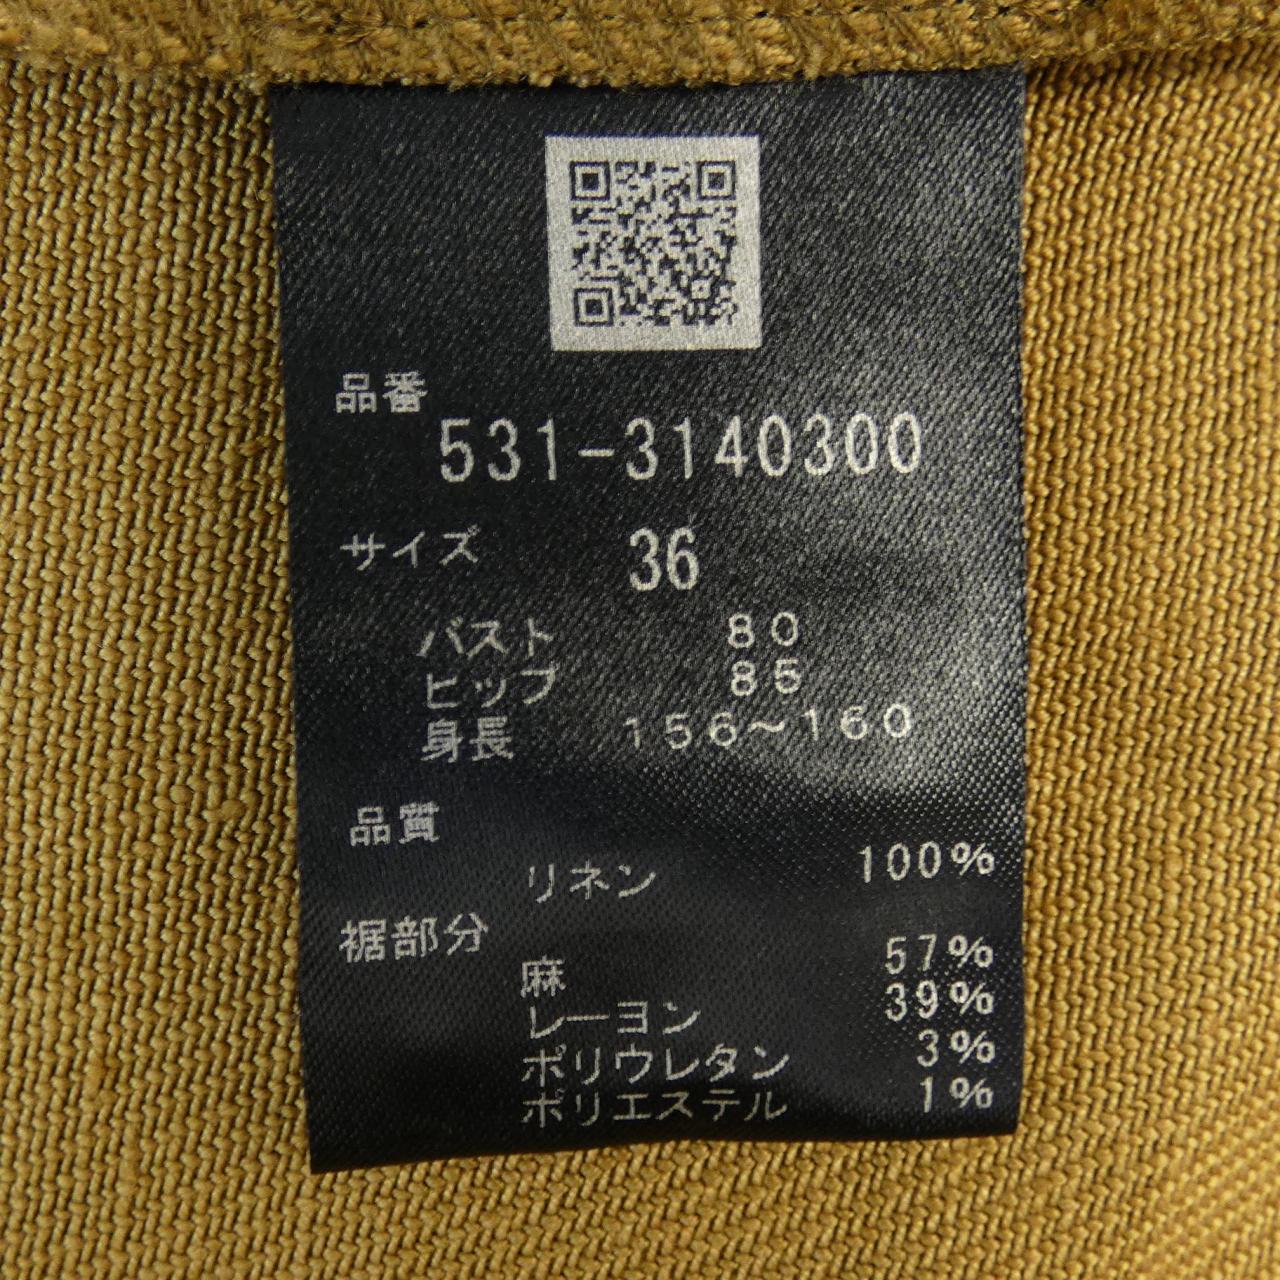 品番
531-3140300
サイズ 36
バスト 80
ヒップ 85
身長 156~160
品質
リネン 100%
裾部分
麻 57%
レーヨン 39%
ポリウレタン 3%
ポリエステル 1%